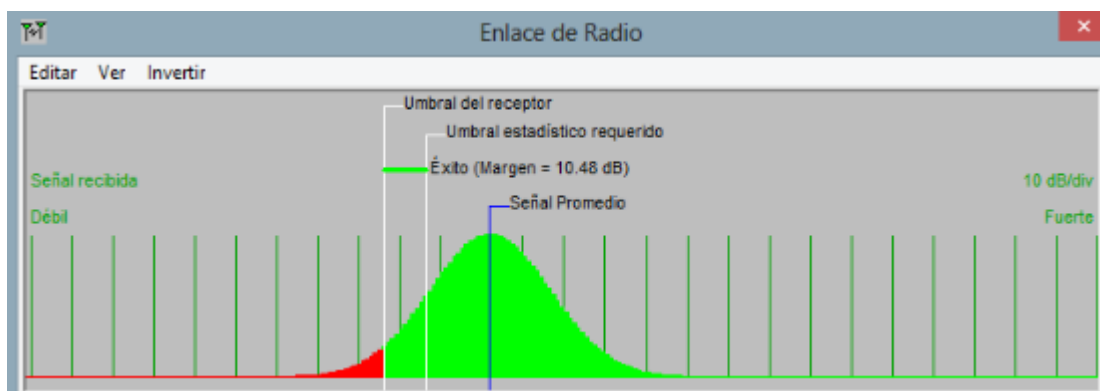 Enlace de Radio
Editar Ver Invertir
Umbral del receptor
Umbral estadístico requerido
Éxito (Margen = 10.48 dB)
Señal recibida
10 dB/div
Señal Promedio
Débil
Fuerte